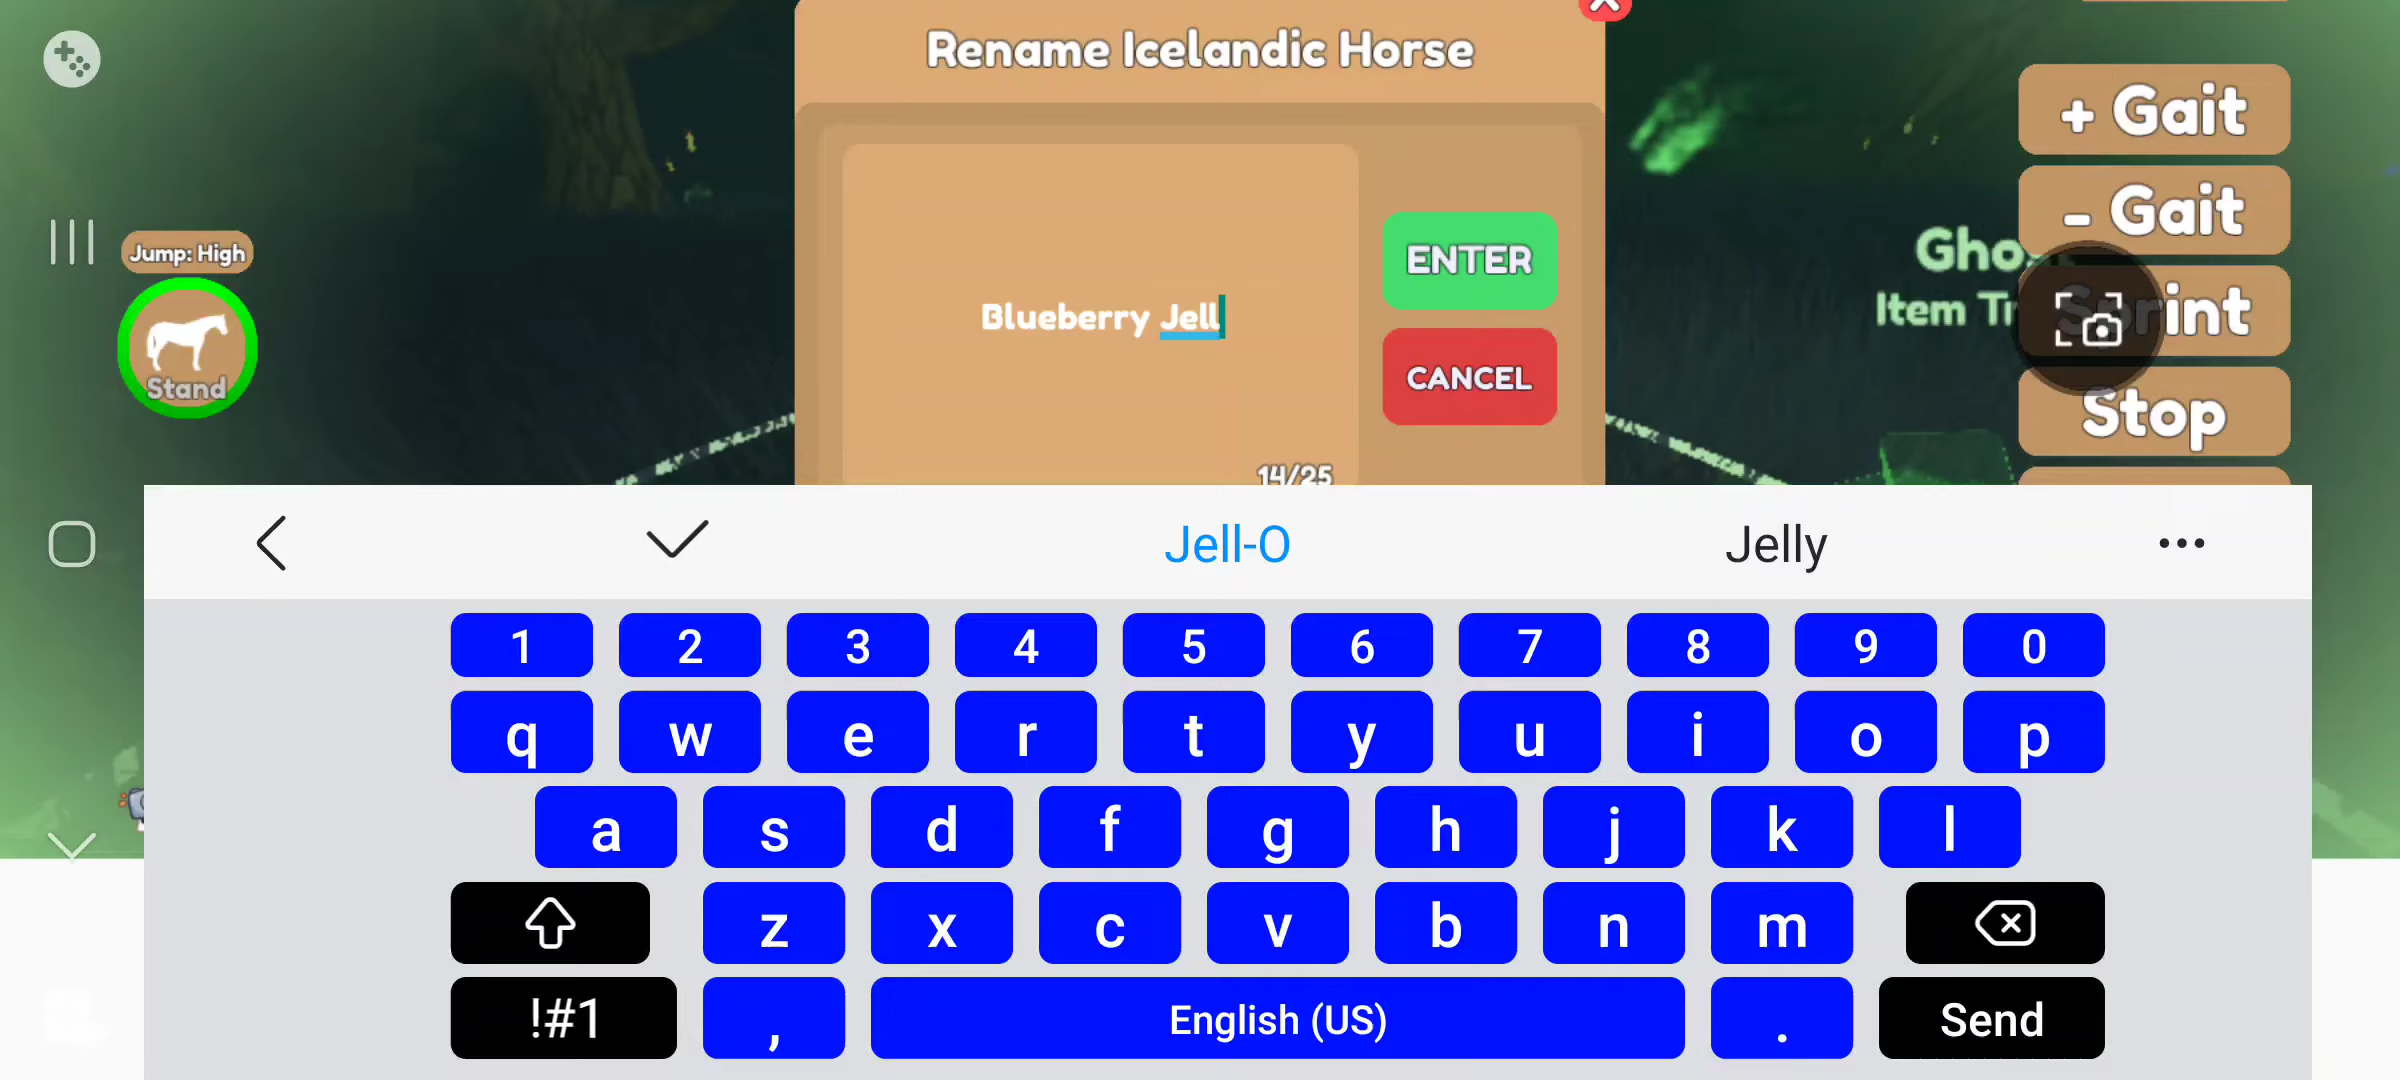 Rename Icelandic Horse
+ Gait
- Gait
Jump: High
ENTER
Blueberry Jell
Item
Stand
CANCEL
Stop
14/25
Jell-O
Jelly
1 2 3 4 5 6 7 8 9 0
q w e r t y u i o p
a s d f g h j k l
z x c v b n m
!#1 , English (US) . Send